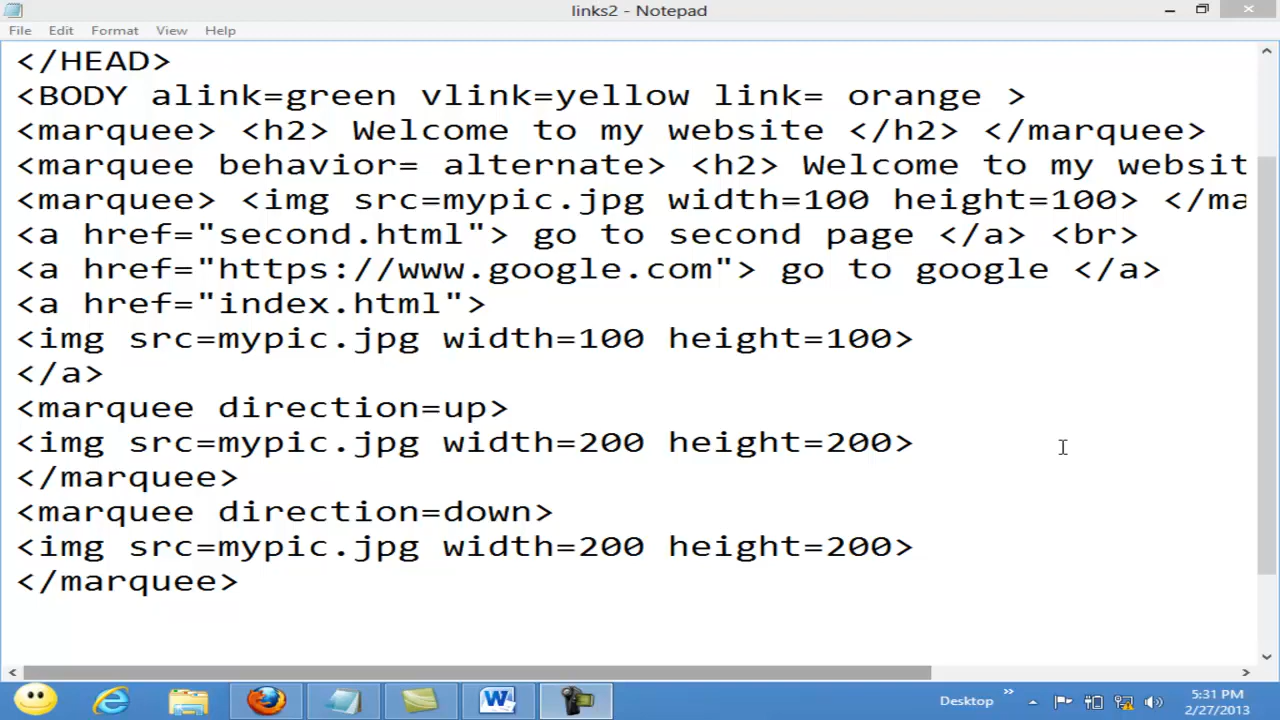 links2 - Notepad
File Edit Format View Help
</HEAD>
<BODY alink=green vlink=yellow link= orange >
<marquee> <h2> Welcome to my website </h2> </marquee>
<marquee behavior= alternate> <h2> Welcome to my websit
<marquee> <img src=mypic.jpg width=100 height=100> </ma
<a href="second.html"> go to second page </a> <br>
<a href="https://www.google.com"> go to google </a>
<a href="index.html">
<img src=mypic.jpg width=100 height=100>
</a>
<marquee direction=up>
<img src=mypic.jpg width=200 height=200>
</marquee>
<marquee direction=down>
<img src=mypic.jpg width=200 height=200>
</marquee>
Desktop
5:31 PM
2/27/2013